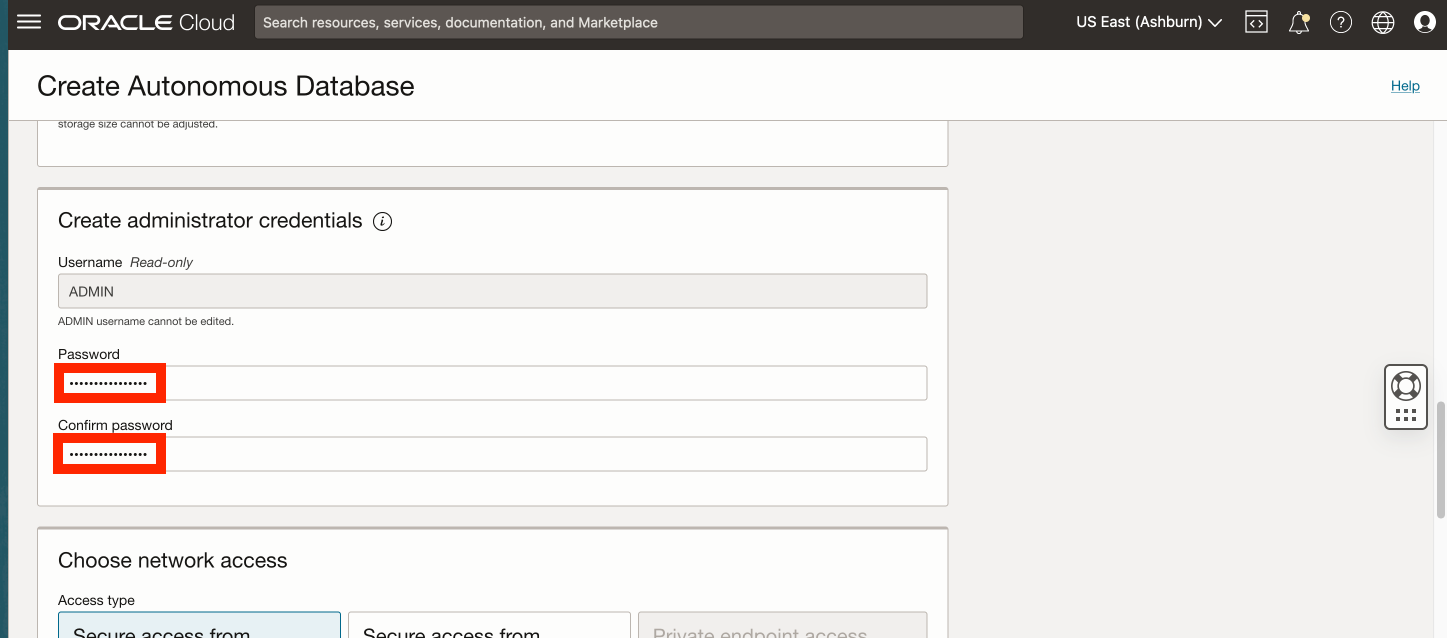 ORACLE Cloud
Search resources, services, documentation, and Marketplace
US East (Ashburn)
Create Autonomous Database
Help
storage size cannot be adjusted.
Create administrator credentials
Username Read-only
ADMIN
ADMIN username cannot be edited.
Password
••••••••••••••••
Confirm password
••••••••••••••••
Choose network access
Access type
Secure access from
Secure access from
Private endpoint access